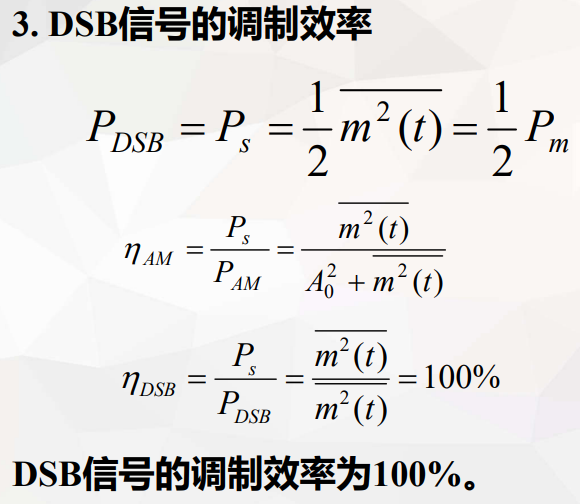 3. DSB信号的调制效率
$P_{DSB} = P_s = \frac{1}{2}\overline{m^2(t)} = \frac{1}{2}P_m$
$\eta_{AM} = \frac{P_s}{P_{AM}} = \frac{\overline{m^2(t)}}{A_0^2 + \overline{m^2(t)}}$
$\eta_{DSB} = \frac{P_s}{P_{DSB}} = \frac{\overline{m^2(t)}}{\overline{m^2(t)}} = 100\%$
DSB信号的调制效率为100%。